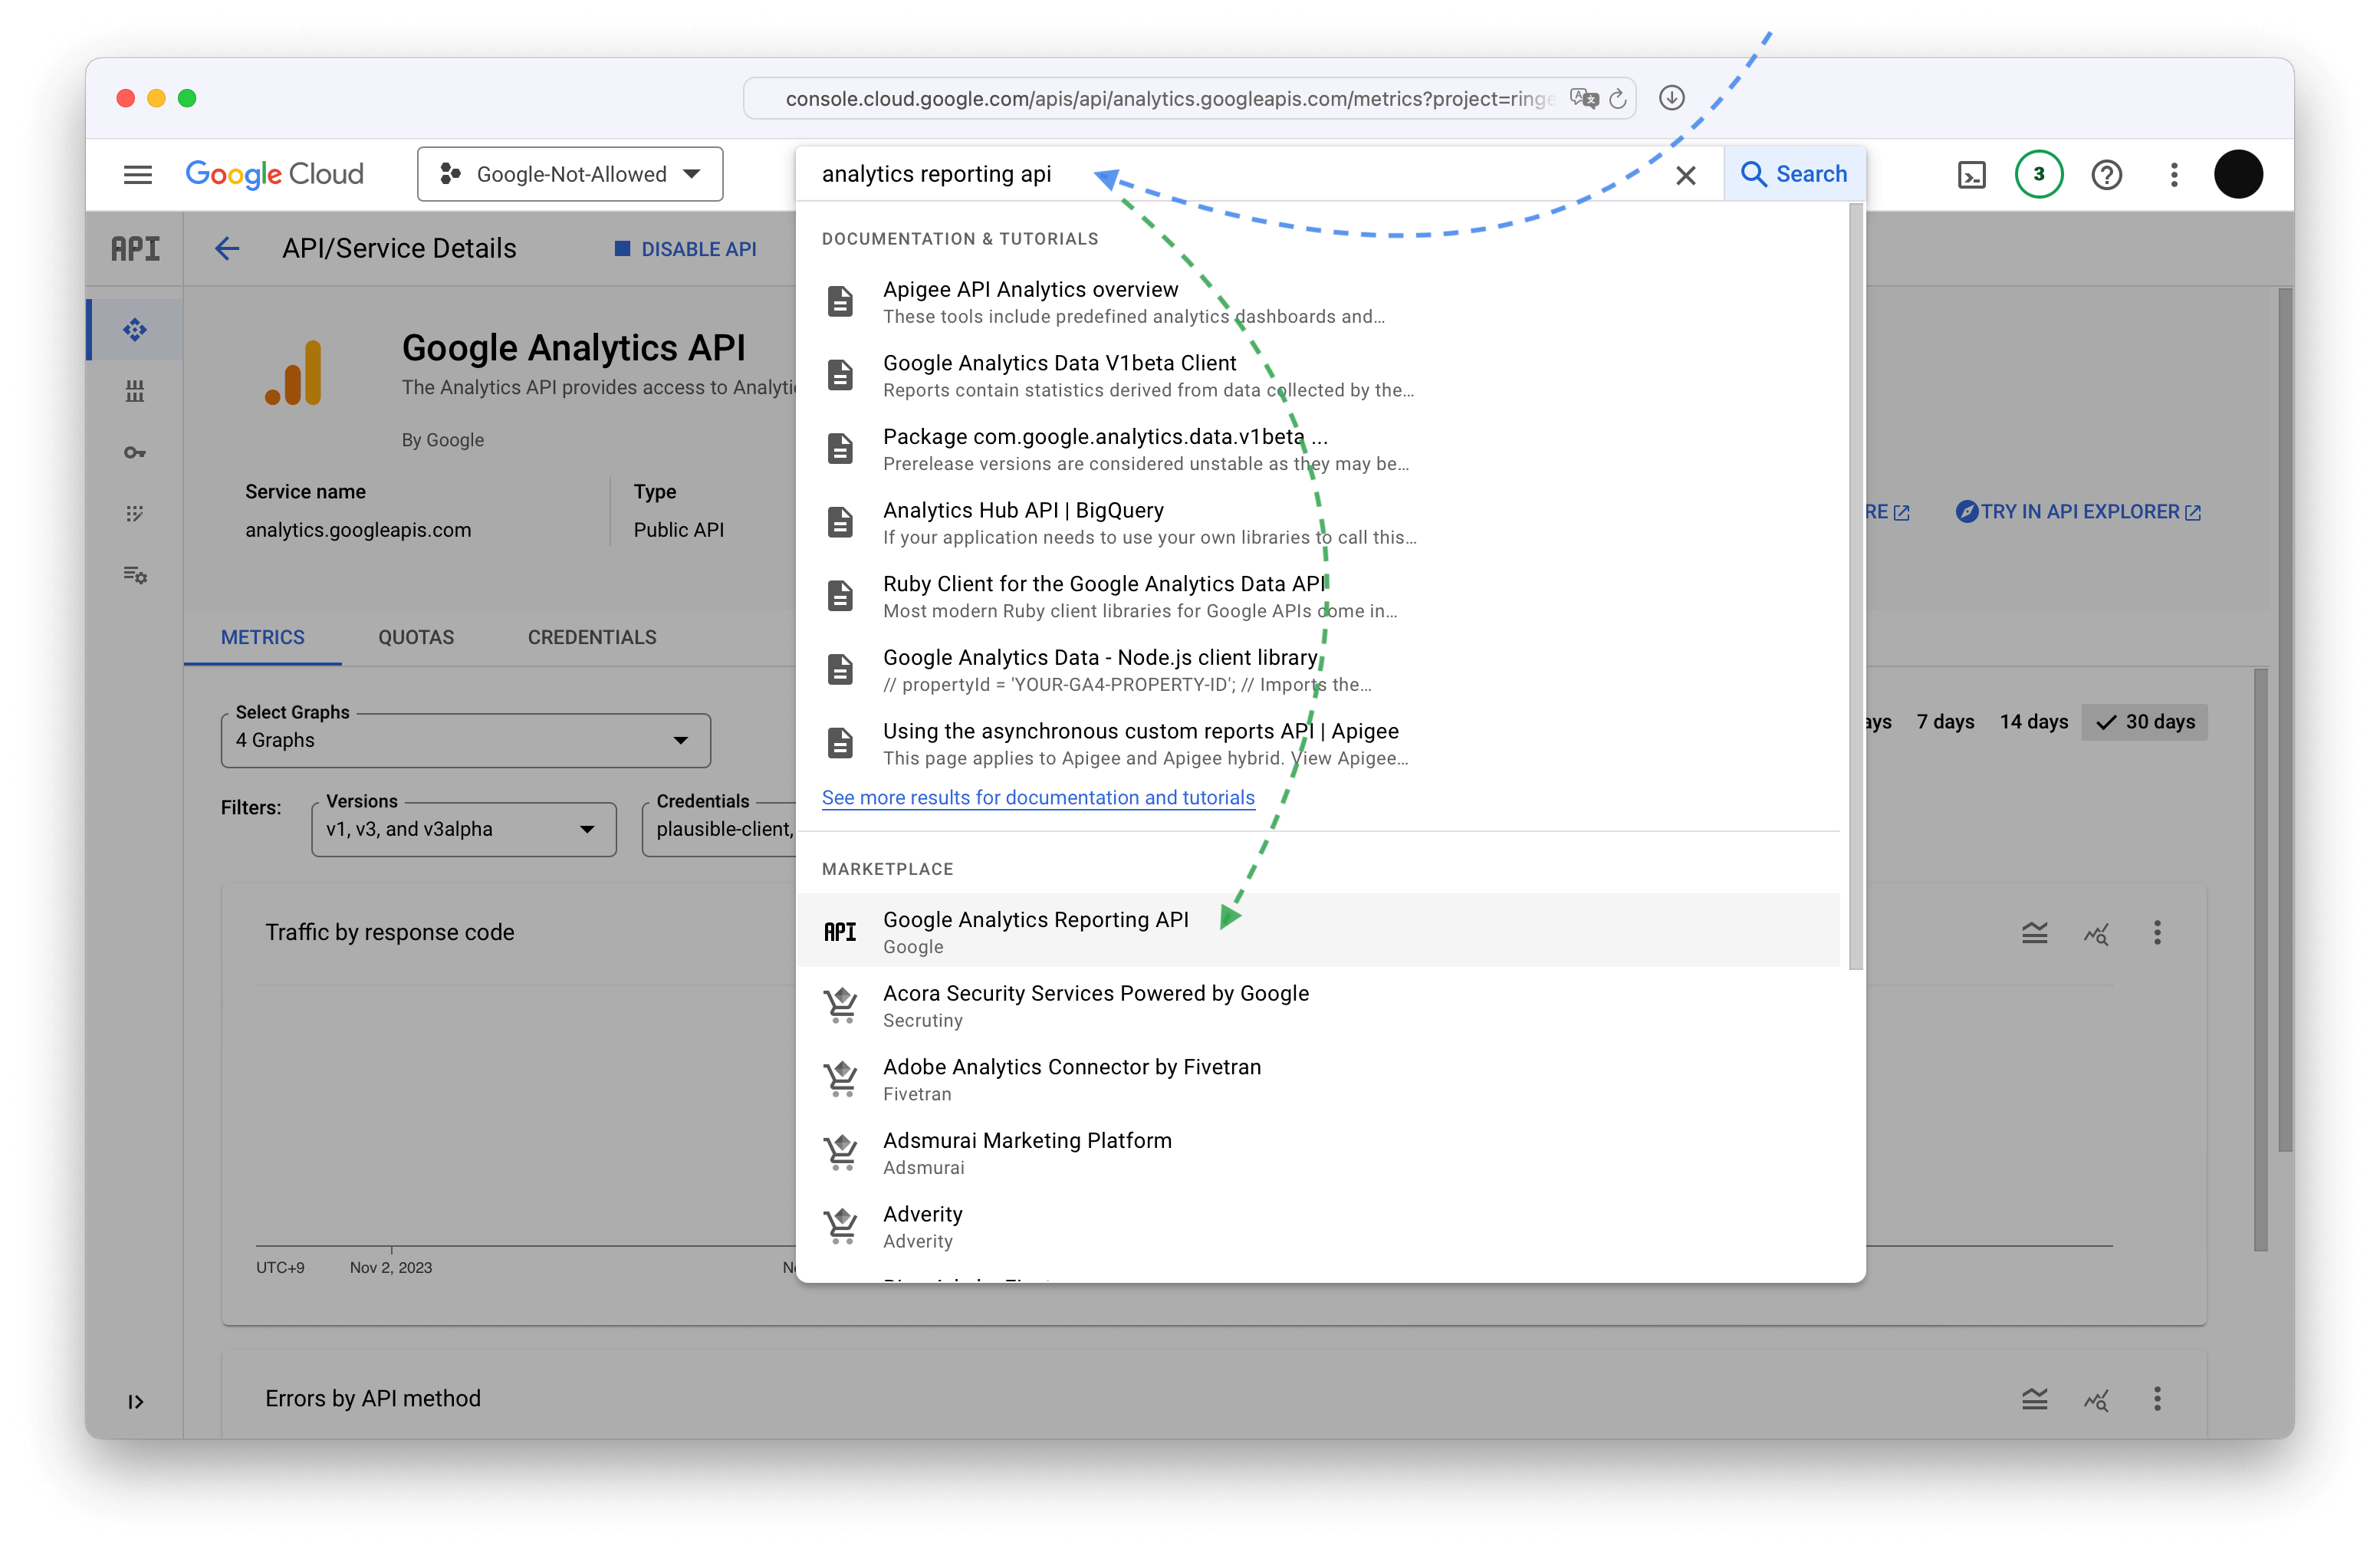 console.cloud.google.com/apis/api/analytics.googleapis.com/metrics?project=ringe
Google Cloud
Google-Not-Allowed
analytics reporting api
Search
3
API
API/Service Details
DISABLE API
Google Analytics API
The Analytics API provides access to Analytic
By Google
Service name
analytics.googleapis.com
Type
Public API
RE
TRY IN API EXPLORER
METRICS
QUOTAS
CREDENTIALS
Select Graphs
4 Graphs
ays
7 days
14 days
30 days
Filters:
Versions
v1, v3, and v3alpha
Credentials
plausible-client,
Traffic by response code
UTC+9
Nov 2, 2023
Errors by API method
DOCUMENTATION & TUTORIALS
Apigee API Analytics overview
These tools include predefined analytics dashboards and...
Google Analytics Data V1beta Client
Reports contain statistics derived from data collected by the...
Package com.google.analytics.data.v1beta ...
Prerelease versions are considered unstable as they may be...
Analytics Hub API | BigQuery
If your application needs to use your own libraries to call this...
Ruby Client for the Google Analytics Data API
Most modern Ruby client libraries for Google APIs come in...
Google Analytics Data - Node.js client library
// propertyId = 'YOUR-GA4-PROPERTY-ID'; // Imports the...
Using the asynchronous custom reports API | Apigee
This page applies to Apigee and Apigee hybrid. View Apigee...
See more results for documentation and tutorials
MARKETPLACE
API
Google Analytics Reporting API
Google
Acora Security Services Powered by Google
Secrutiny
Adobe Analytics Connector by Fivetran
Fivetran
Adsmurai Marketing Platform
Adsmurai
Adverity
Adverity